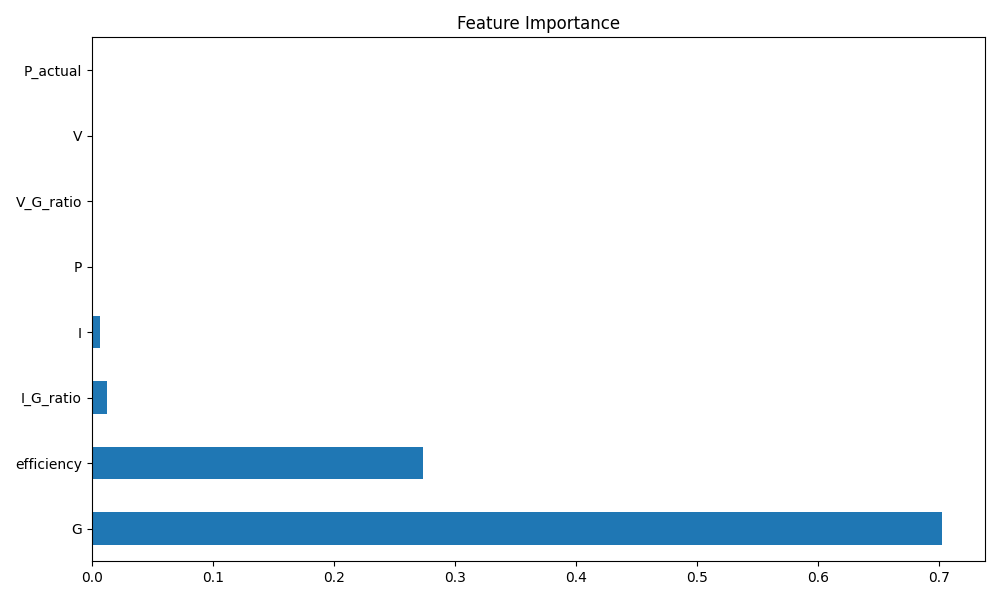 Feature Importance
P_actual
V
V_G_ratio
P
I
I_G_ratio
efficiency
G
0.0 0.1 0.2 0.3 0.4 0.5 0.6 0.7